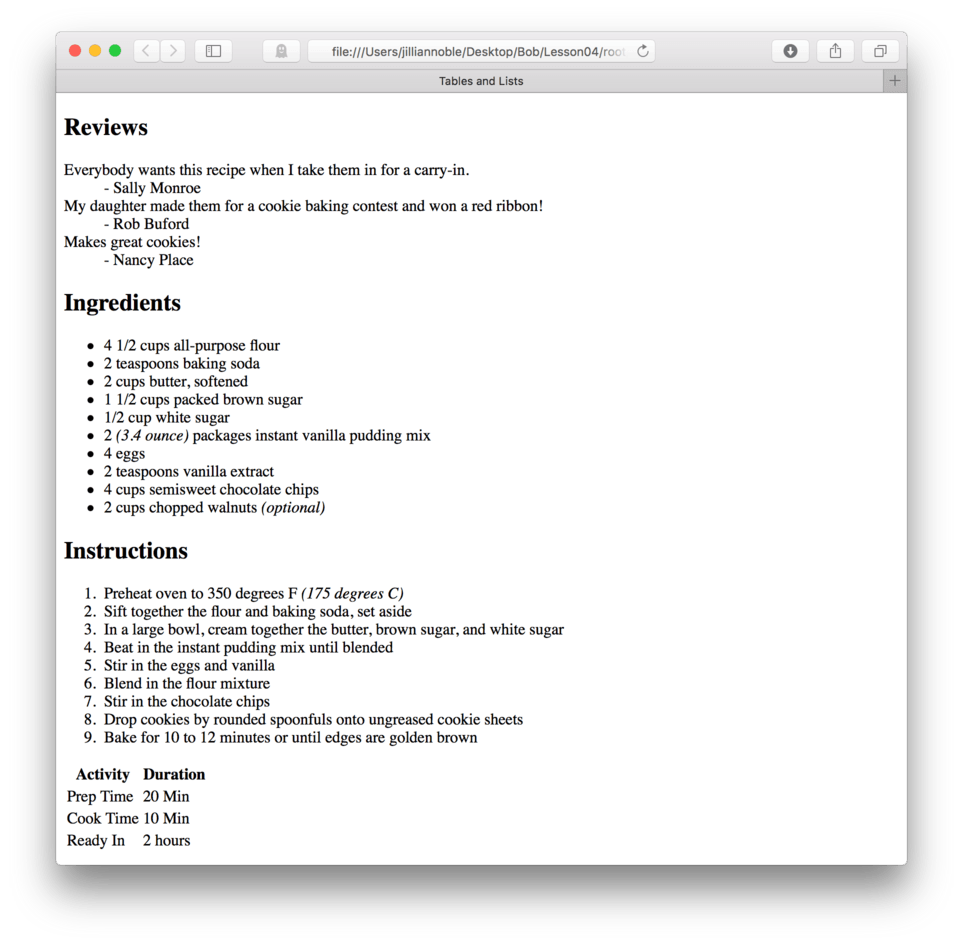 file:///Users/jilliannoble/Desktop/Bob/Lesson04/root
Tables and Lists
Reviews
Everybody wants this recipe when I take them in for a carry-in.
- Sally Monroe
My daughter made them for a cookie baking contest and won a red ribbon!
- Rob Buford
Makes great cookies!
- Nancy Place
Ingredients
• 4 1/2 cups all-purpose flour
• 2 teaspoons baking soda
• 2 cups butter, softened
• 1 1/2 cups packed brown sugar
• 1/2 cup white sugar
• 2 (3.4 ounce) packages instant vanilla pudding mix
• 4 eggs
• 2 teaspoons vanilla extract
• 4 cups semisweet chocolate chips
• 2 cups chopped walnuts (optional)
Instructions
1. Preheat oven to 350 degrees F (175 degrees C)
2. Sift together the flour and baking soda, set aside
3. In a large bowl, cream together the butter, brown sugar, and white sugar
4. Beat in the instant pudding mix until blended
5. Stir in the eggs and vanilla
6. Blend in the flour mixture
7. Stir in the chocolate chips
8. Drop cookies by rounded spoonfuls onto ungreased cookie sheets
9. Bake for 10 to 12 minutes or until edges are golden brown
Activity Duration
Prep Time 20 Min
Cook Time 10 Min
Ready In 2 hours